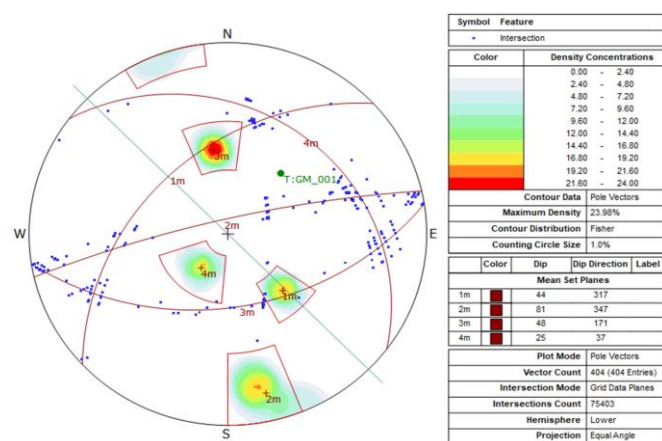 N
W
E
S
3m
4m
T:GM_001
1m
2m
4m
1m
3m
2m
Symbol Feature
Intersection
Color Density Concentrations
0.00 - 2.40
2.40 - 4.80
4.80 - 7.20
7.20 - 9.60
9.60 - 12.00
12.00 - 14.40
14.40 - 16.80
16.80 - 19.20
19.20 - 21.60
21.60 - 24.00
Contour Data Pole Vectors
Maximum Density 23.98%
Contour Distribution Fisher
Counting Circle Size 1.0%
Color Dip Dip Direction Label
Mean Set Planes
1m 44 317
2m 81 347
3m 48 171
4m 25 37
Plot Mode Pole Vectors
Vector Count 404 (404 Entries)
Intersection Mode Grid Data Planes
Intersections Count 75403
Hemisphere Lower
Projection Equal Angle